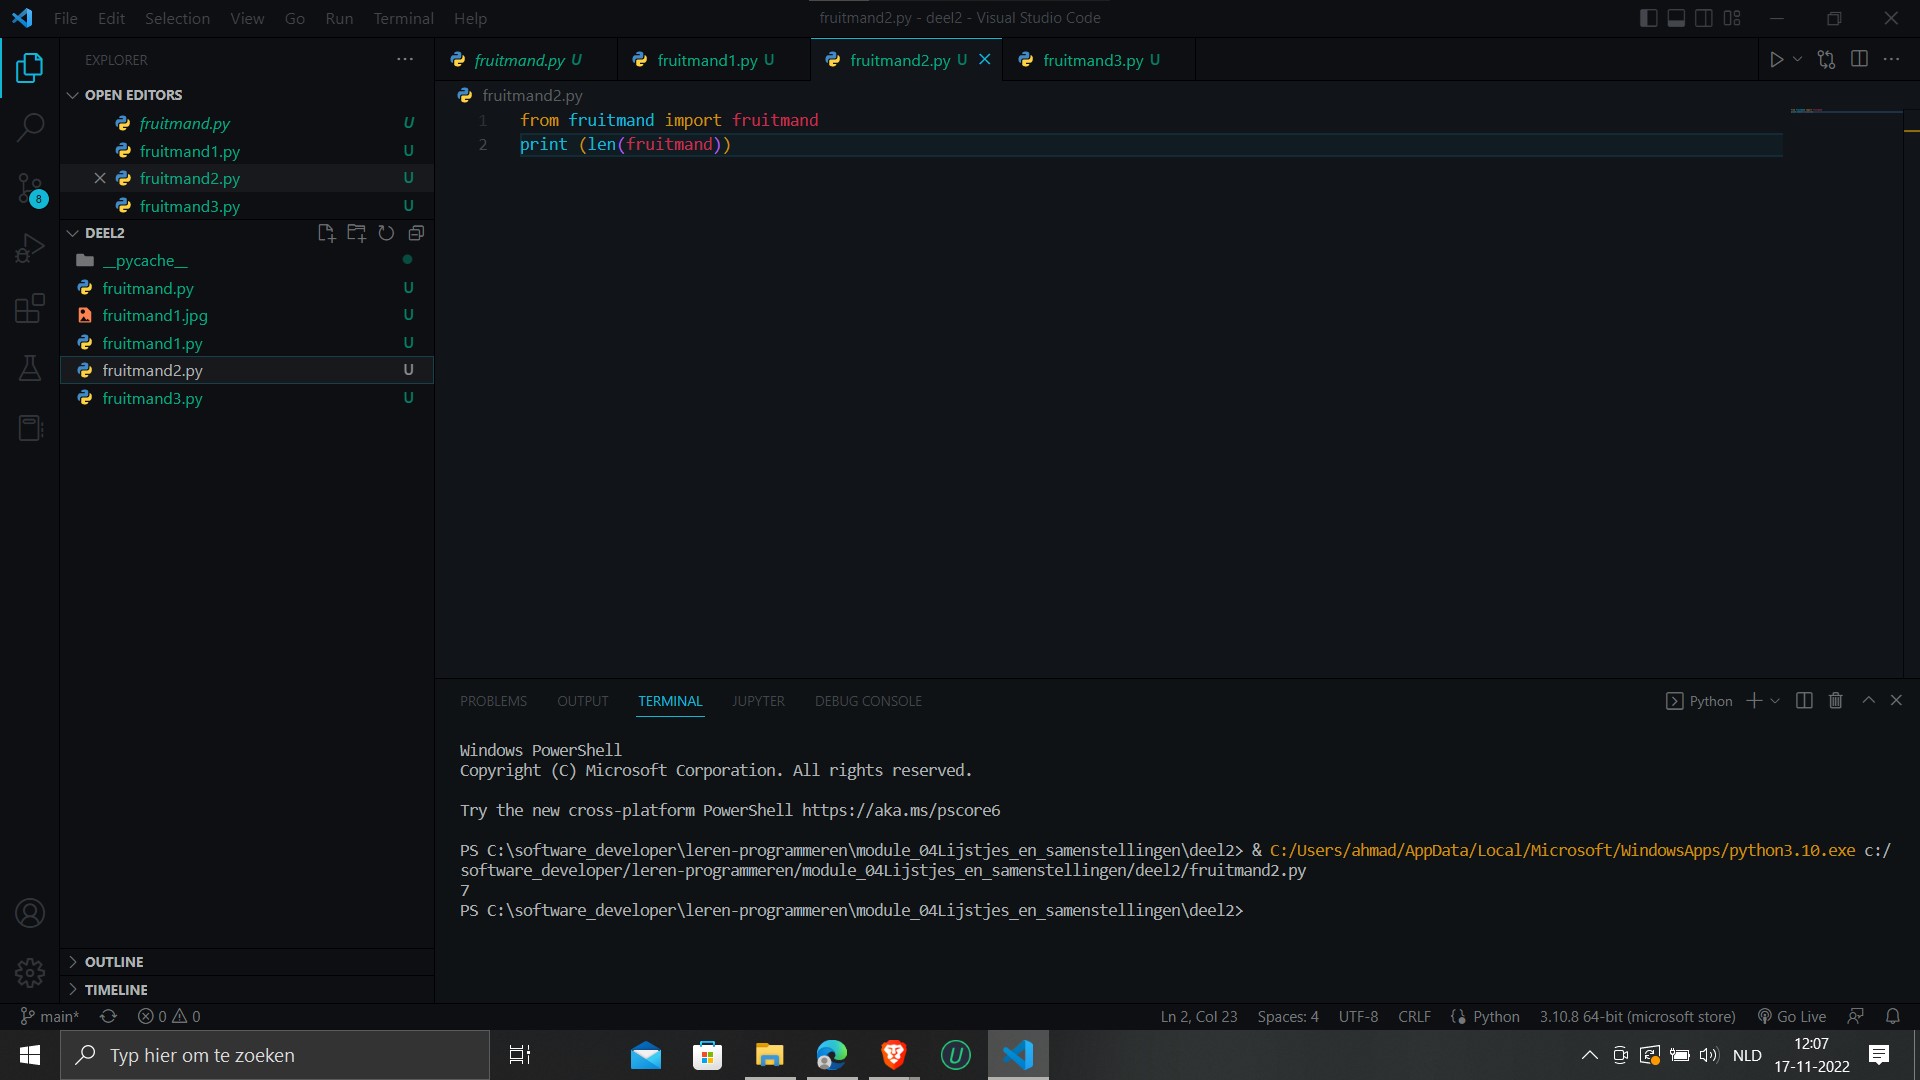 File Edit Selection View Go Run Terminal Help
fruitmand2.py - deel2 - Visual Studio Code
EXPLORER
OPEN EDITORS
fruitmand.py U
fruitmand1.py U
fruitmand2.py U
fruitmand3.py U
DEEL2
__pycache__
fruitmand.py U
fruitmand1.jpg U
fruitmand1.py U
fruitmand2.py U
fruitmand3.py U
8
OUTLINE
TIMELINE
fruitmand.py U fruitmand1.py U fruitmand2.py U fruitmand3.py U
fruitmand2.py
1 from fruitmand import fruitmand
2 print (len(fruitmand))
PROBLEMS OUTPUT TERMINAL JUPYTER DEBUG CONSOLE
Python
Windows PowerShell
Copyright (C) Microsoft Corporation. All rights reserved.
Try the new cross-platform PowerShell https://aka.ms/pscore6
PS C:\software_developer\leren-programmeren\module_04Lijstjes_en_samenstellingen\deel2> & C:/Users/ahmad/AppData/Local/Microsoft/WindowsApps/python3.10.exe c:/
software_developer/leren-programmeren/module_04Lijstjes_en_samenstellingen/deel2/fruitmand2.py
7
PS C:\software_developer\leren-programmeren\module_04Lijstjes_en_samenstellingen\deel2>
main* 0 0
Ln 2, Col 23 Spaces: 4 UTF-8 CRLF Python 3.10.8 64-bit (microsoft store) Go Live
Typ hier om te zoeken
NLD
12:07
17-11-2022